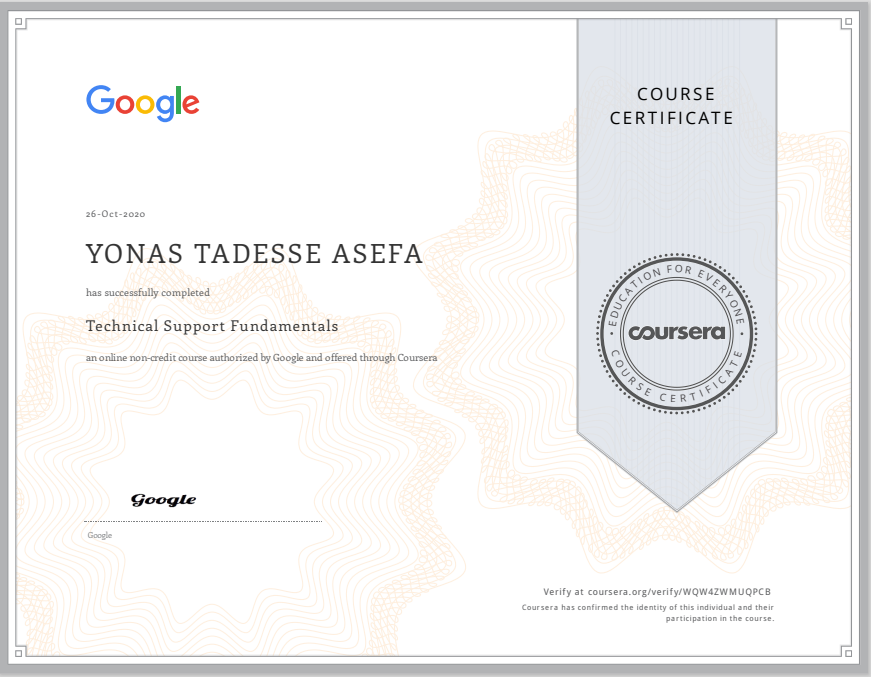 Google
COURSE
CERTIFICATE
26-Oct-2020
YONAS TADESSE ASEFA
has successfully completed
Technical Support Fundamentals
an online non-credit course authorized by Google and offered through Coursera
EDUCATION FOR EVERYONE
coursera
COURSE CERTIFICATE
Google
Google
Verify at coursera.org/verify/WQW4ZWMUQPCB
Coursera has confirmed the identity of this individual and their
participation in the course.